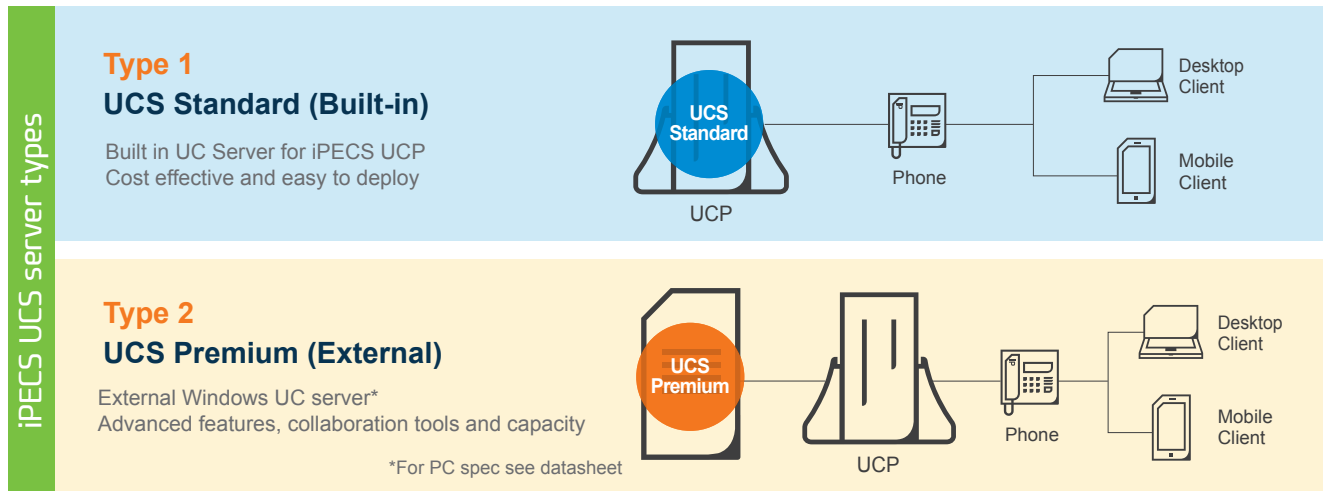 iPECS UCS server types
Type 1
UCS Standard (Built-in)
Built in UC Server for iPECS UCP
Cost effective and easy to deploy
UCS
Standard
UCP
Phone
Desktop
Client
Mobile
Client
Type 2
UCS Premium (External)
External Windows UC server*
Advanced features, collaboration tools and capacity
*For PC spec see datasheet
UCS
Premium
UCP
Phone
Desktop
Client
Mobile
Client